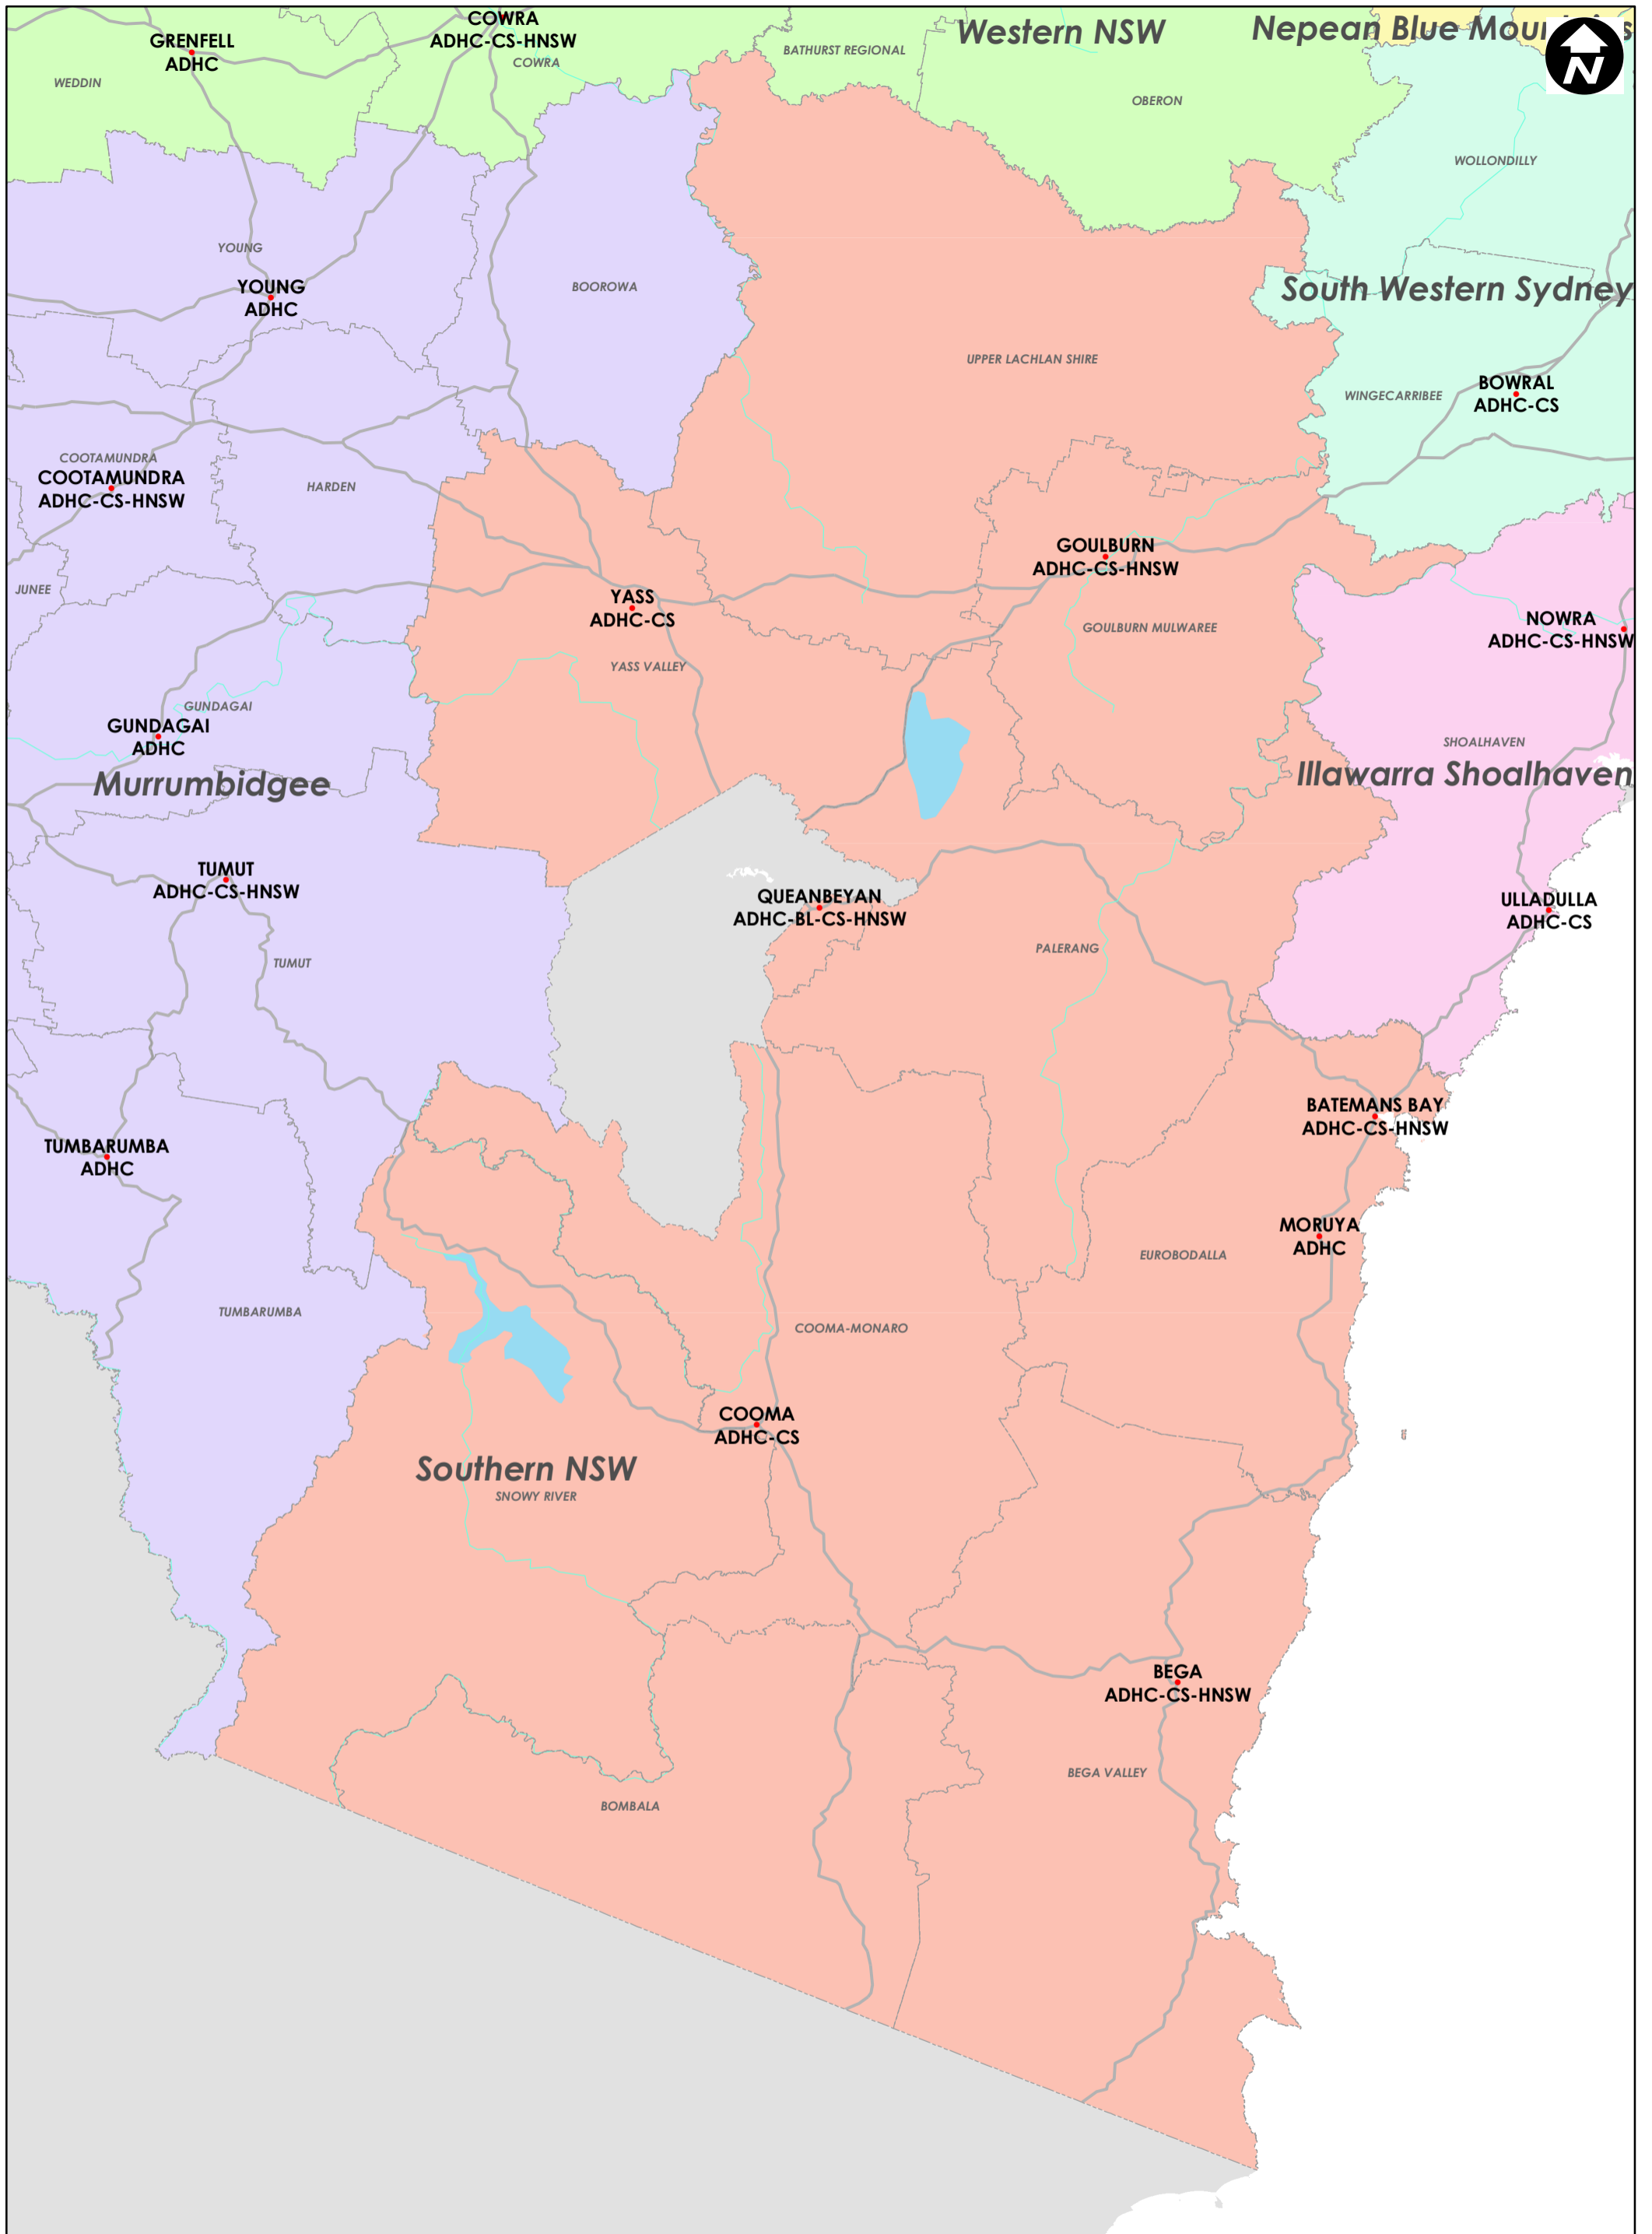 COWRA
ADHC-CS-HNSW
Western NSW
Nepean Blue Mountains
GRENFELL
ADHC
BATHURST REGIONAL
COWRA
N
WEDDIN
OBERON
WOLLONDILLY
YOUNG
YOUNG
ADHC
BOOROWA
South Western Sydney
UPPER LACHLAN SHIRE
BOWRAL
ADHC-CS
WINGECARRIBEE
COOTAMUNDRA
COOTAMUNDRA
ADHC-CS-HNSW
HARDEN
GOULBURN
ADHC-CS-HNSW
JUNEE
YASS
ADHC-CS
GOULBURN MULWAREE
NOWRA
ADHC-CS-HNSW
YASS VALLEY
GUNDAGAI
GUNDAGAI
ADHC
SHOALHAVEN
Murrumbidgee
Illawarra Shoalhaven
TUMUT
ADHC-CS-HNSW
QUEANBEYAN
ADHC-BL-CS-HNSW
ULLADULLA
ADHC-CS
PALERANG
TUMUT
BATEMANS BAY
ADHC-CS-HNSW
TUMBARUMBA
ADHC
MORUYA
ADHC
EUROBODALLA
TUMBARUMBA
COOMA-MONARO
COOMA
ADHC-CS
Southern NSW
SNOWY RIVER
BEGA
ADHC-CS-HNSW
BEGA VALLEY
BOMBALA